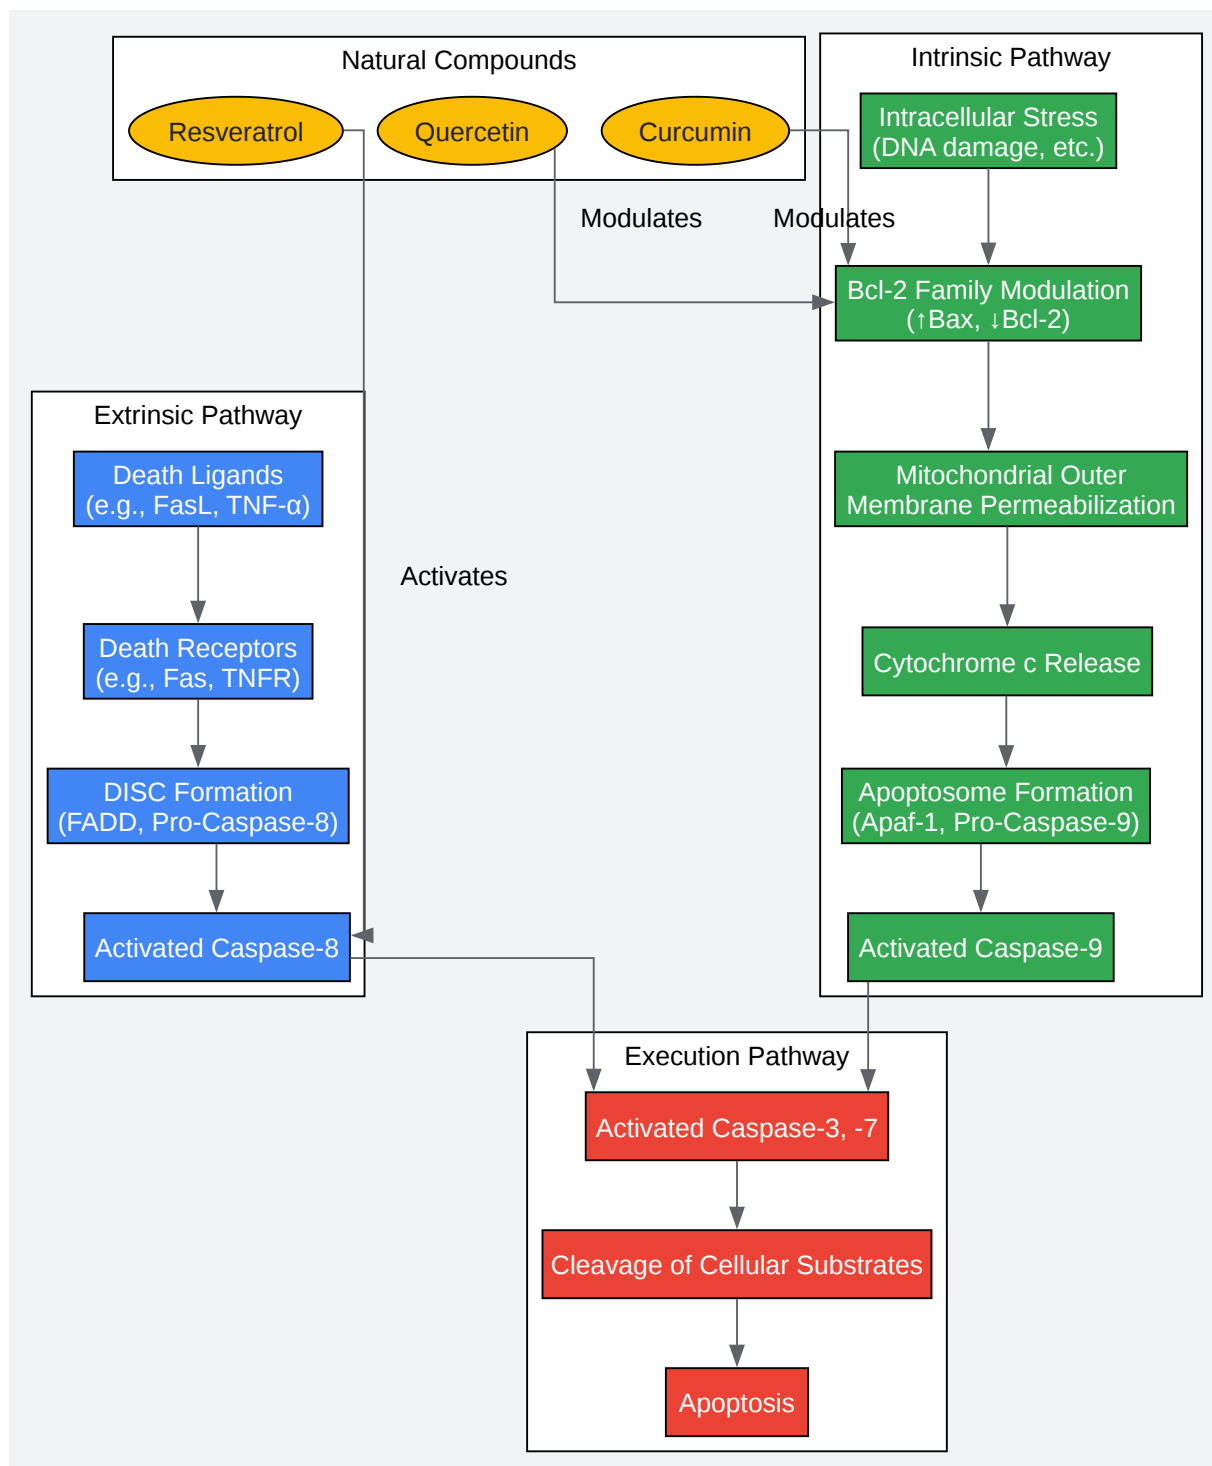 Natural Compounds
Resveratrol
Quercetin
Curcumin
Intrinsic Pathway
Intracellular Stress
(DNA damage, etc.)
Modulates
Modulates
Bcl-2 Family Modulation
(↑Bax, ↓Bcl-2)
Mitochondrial Outer
Membrane Permeabilization
Cytochrome c Release
Apoptosome Formation
(Apaf-1, Pro-Caspase-9)
Activated Caspase-9
Extrinsic Pathway
Death Ligands
(e.g., FasL, TNF-α)
Activates
Death Receptors
(e.g., Fas, TNFR)
DISC Formation
(FADD, Pro-Caspase-8)
Activated Caspase-8
Execution Pathway
Activated Caspase-3, -7
Cleavage of Cellular Substrates
Apoptosis